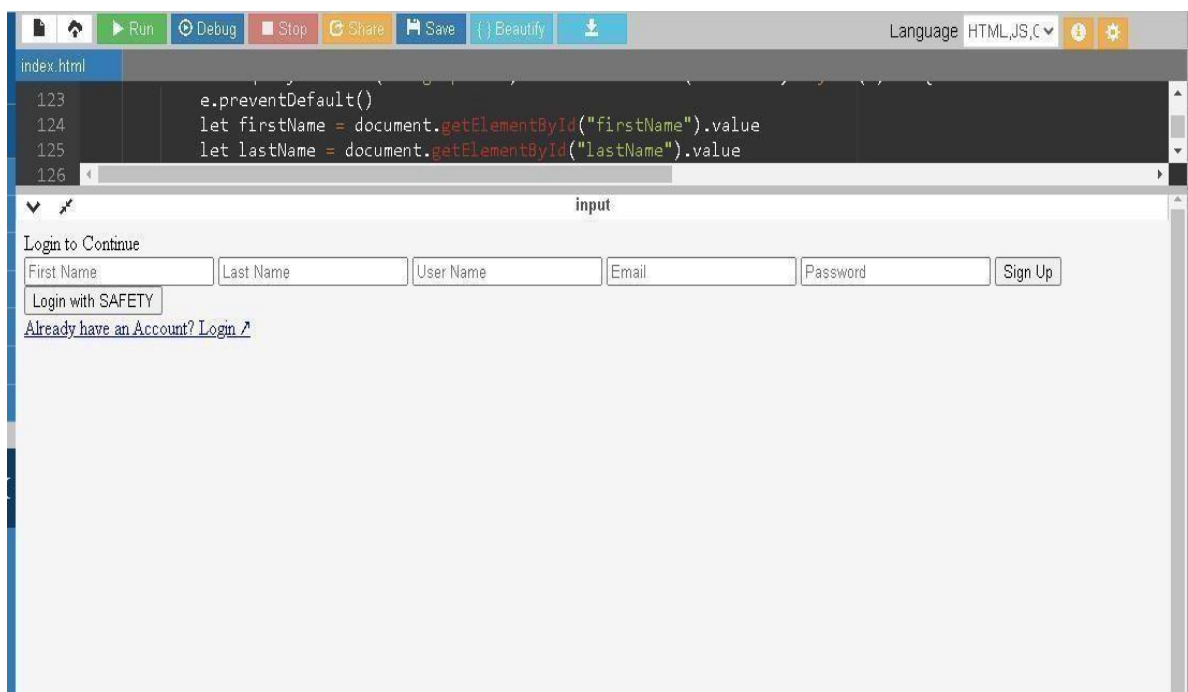 Run Debug Stop Share Save { } Beautify Language HTML,JS,C
index.html
123 e.preventDefault()
124 let firstName = document.getElementById("firstName").value
125 let lastName = document.getElementById("lastName").value
126
input
Login to Continue
First Name Last Name User Name Email Password Sign Up
Login with SAFETY
Already have an Account? Login ↗